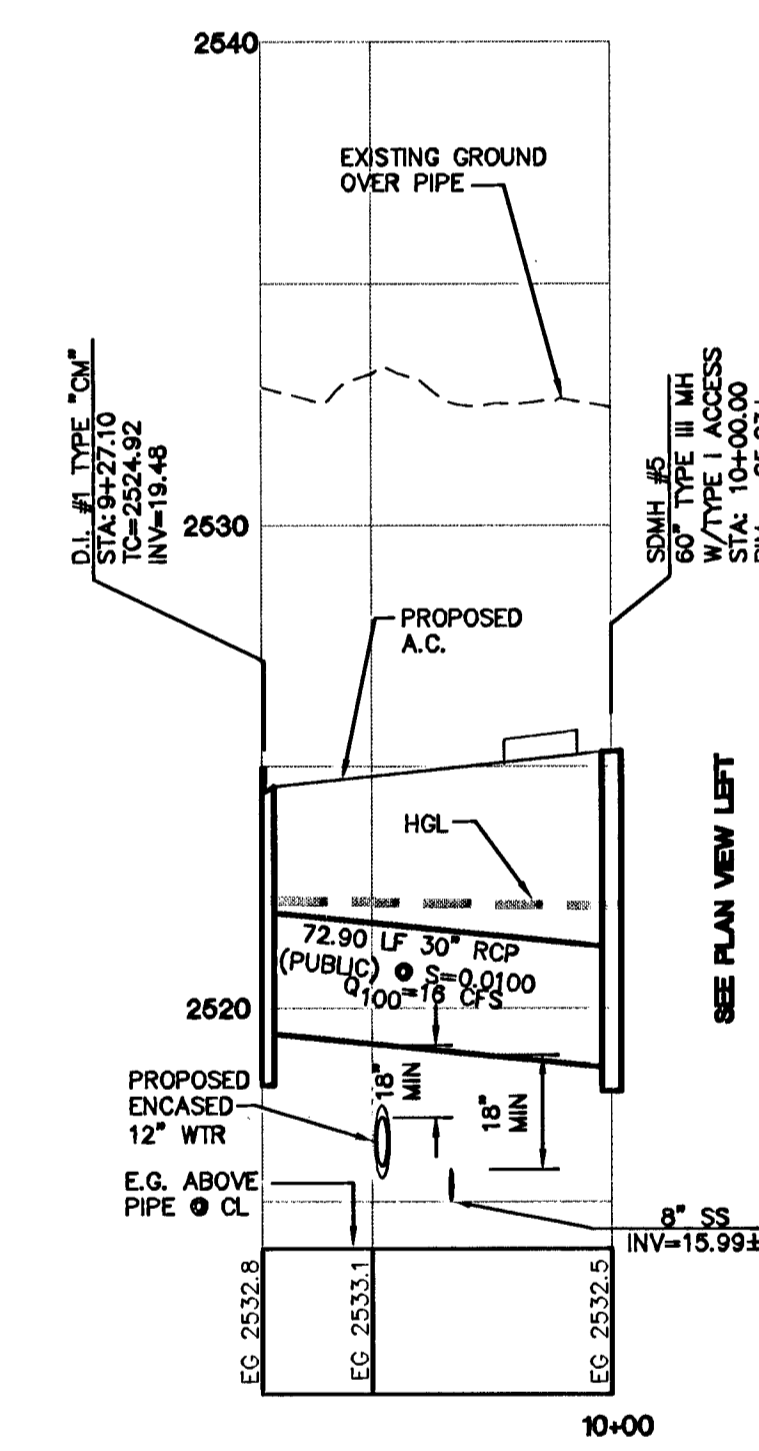 2540
EXISTING GROUND
OVER PIPE
D.I. #1 TYPE "CM"
STA: 9+27.10
TC=2524.92
INV=19.48
2530
SDMH #5
60" TYPE III MH
W/TYPE I ACCESS
STA: 10+00.00
PROPOSED
A.C.
HGL
SEE PLAN VIEW LEFT
72.90 LF 30" RCP
(PUBLIC) @ S=0.0100
Q100=16 CFS
2520
18"
MIN
18"
MIN
PROPOSED
ENCASED
12" WTR
E.G. ABOVE
PIPE @ CL
8" SS
INV=15.99±
EG 2532.8
EG 2533.1
EG 2532.5
10+00